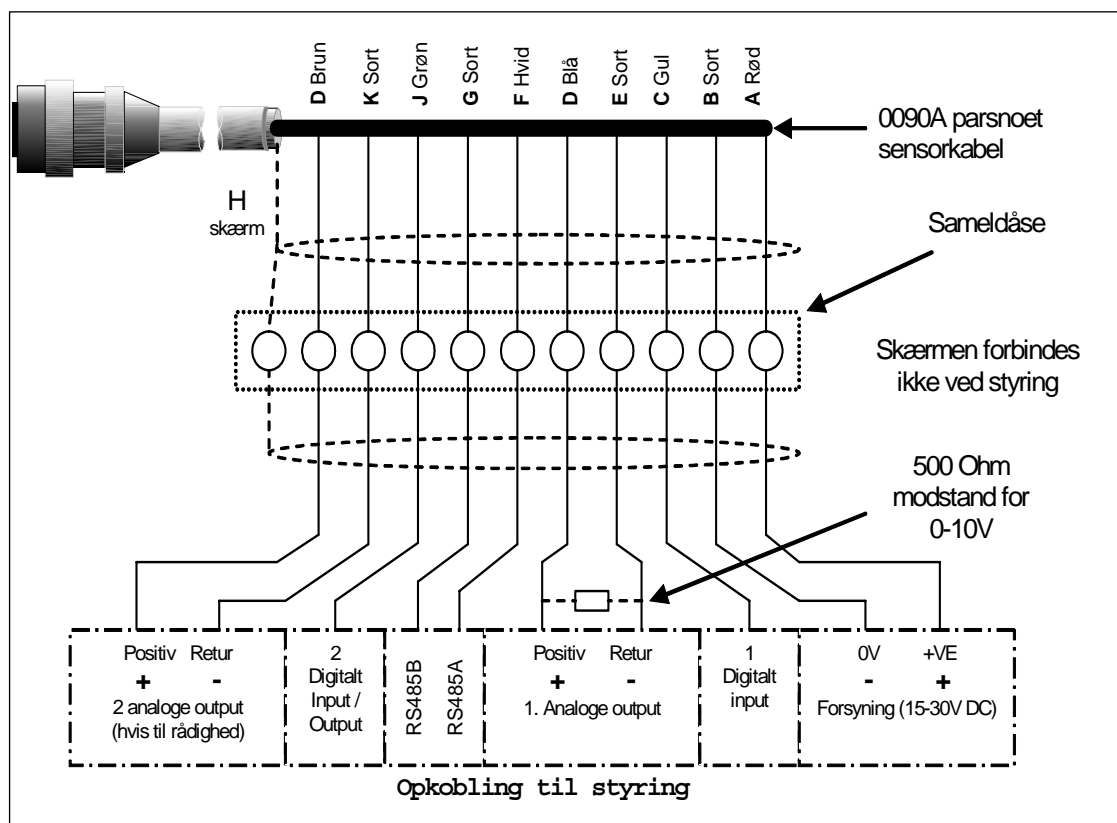 D Brun
K Sort
J Grøn
G Sort
F Hvid
D Blå
E Sort
C Gul
B Sort
A Rød
0090A parsnoet
sensorkabel
H
skærm
Sameldåse
Skærmen forbindes
ikke ved styring
500 Ohm
modstand for
0-10V
Positiv Retur
+ -
2 analoge output
(hvis til rådighed)
2
Digitalt
Input /
Output
RS485B
RS485A
Positiv Retur
+ -
1. Analoge output
1
Digitalt
input
0V +VE
- +
Forsyning (15-30V DC)
Opkobling til styring